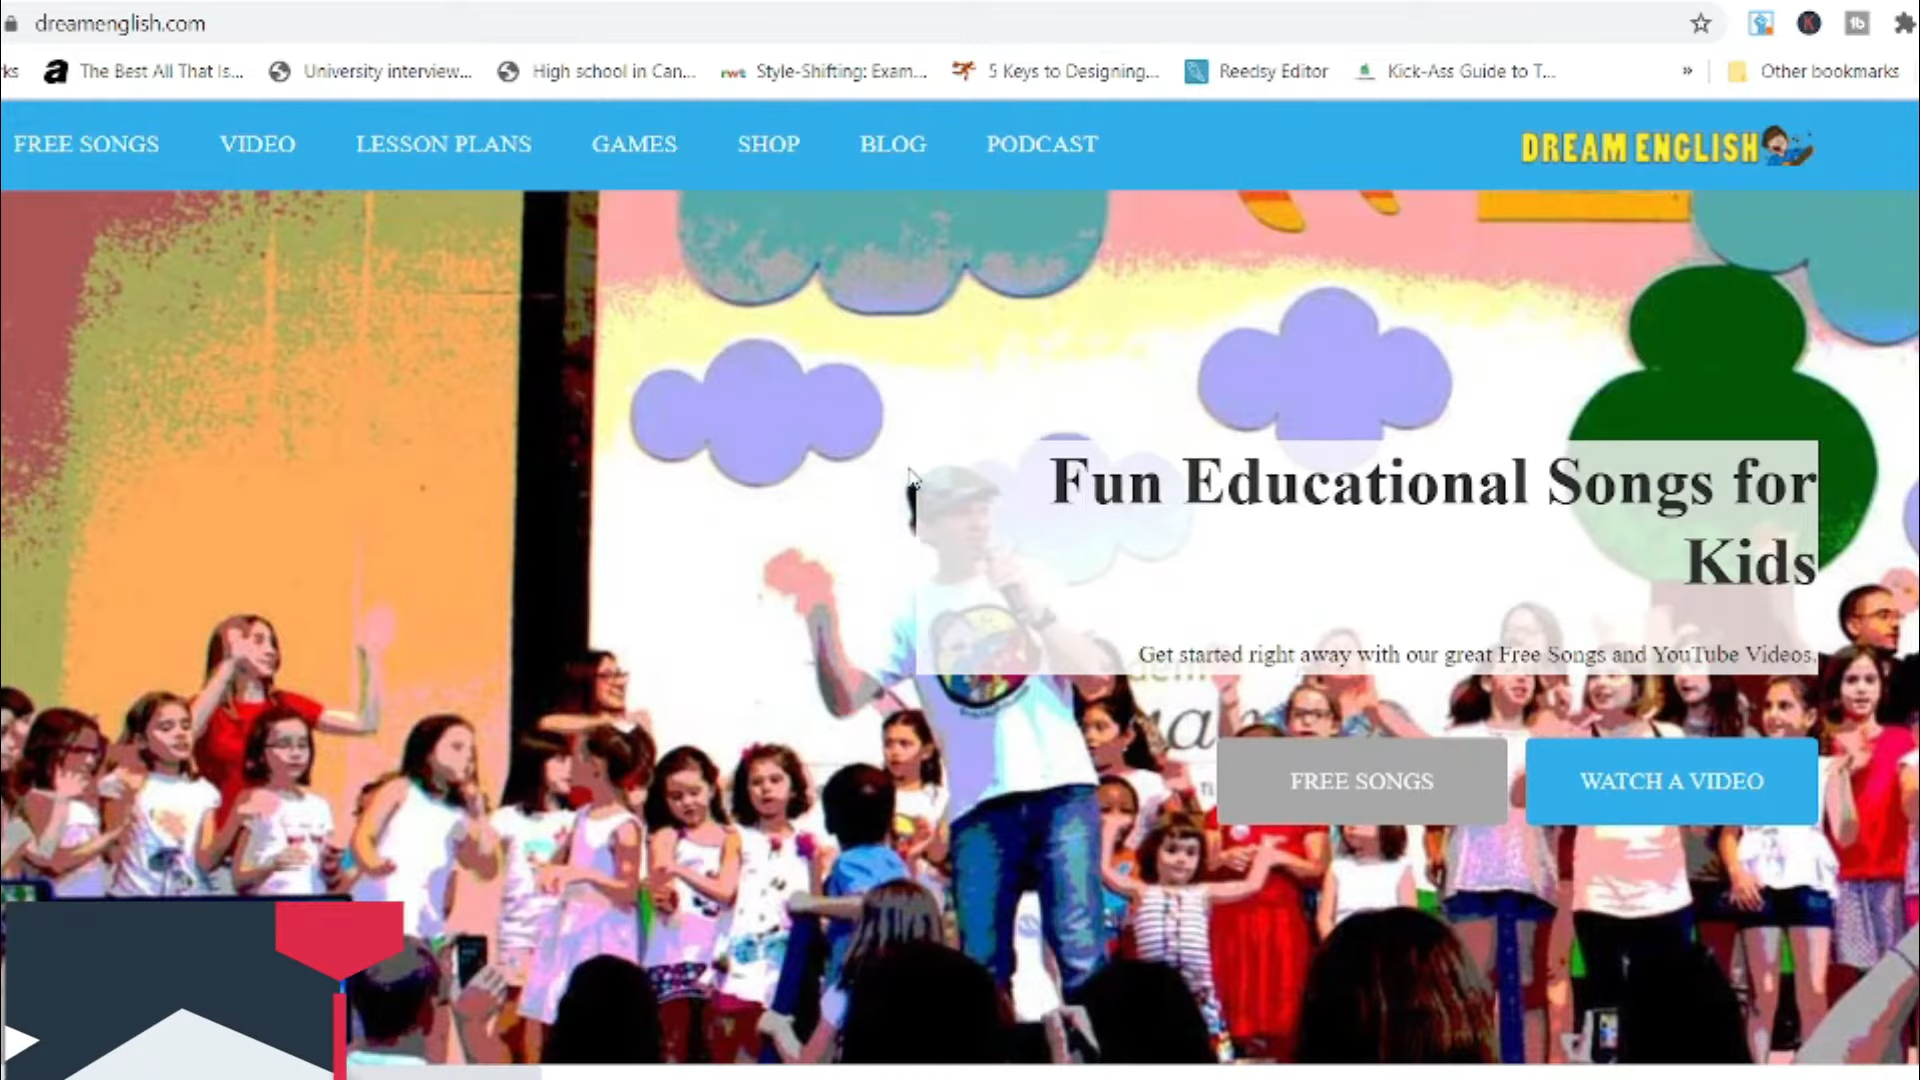 dreamenglish.com
ks
The Best All That Is...
University interview...
High school in Can...
rwt
Style-Shifting: Exam...
5 Keys to Designing...
Reedsy Editor
Kick-Ass Guide to T...
»
Other bookmarks
FREE SONGS
VIDEO
LESSON PLANS
GAMES
SHOP
BLOG
PODCAST
DREAM ENGLISH
Fun Educational Songs for
Kids
Get started right away with our great Free Songs and YouTube Videos.
FREE SONGS
WATCH A VIDEO